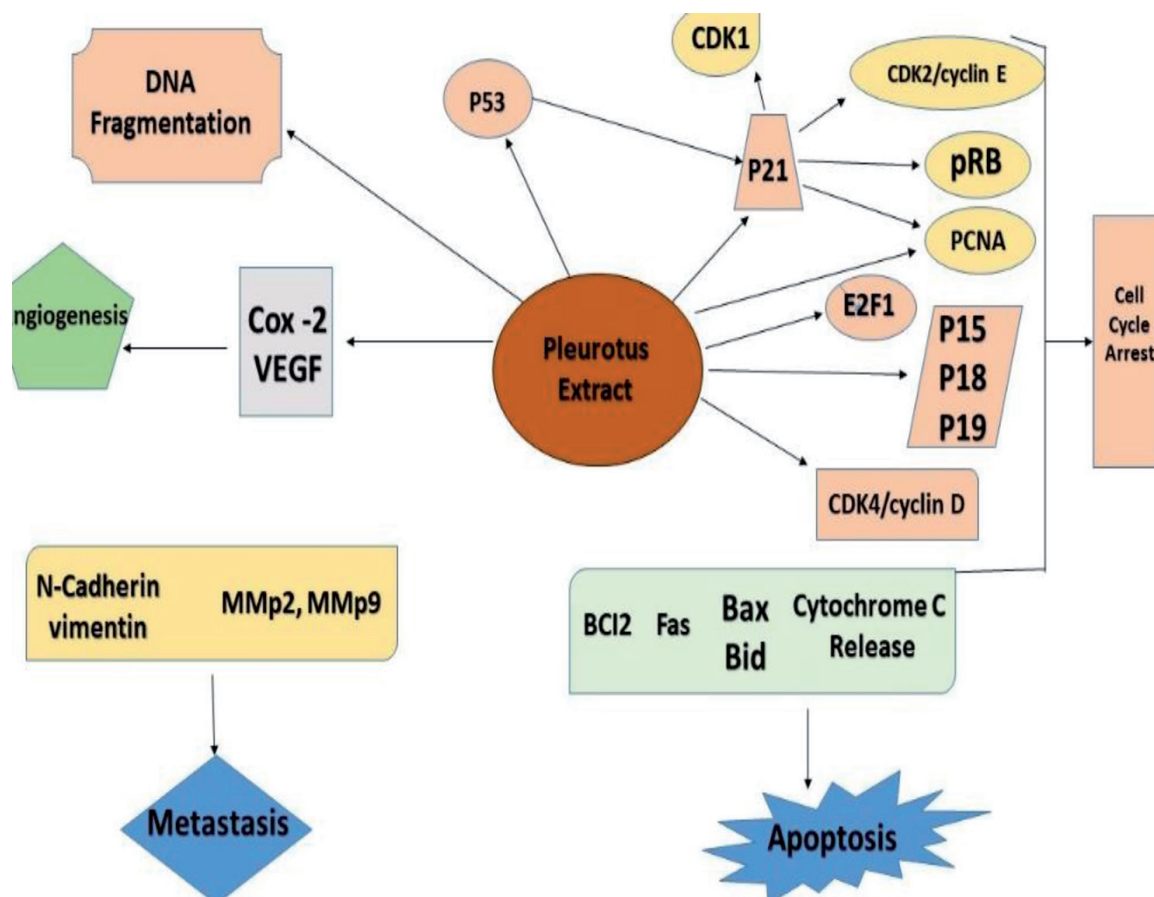 DNA
Fragmentation
P53
CDK1
CDK2/cyclin E
P21
pRB
PCNA
ngiogenesis
Cox -2
VEGF
Pleurotus
Extract
E2F1
P15
P18
P19
Cell
Cycle
Arrest
CDK4/cyclin D
N-Cadherin
vimentin
MMp2, MMp9
BCl2
Fas
Bax
Bid
Cytochrome C
Release
Metastasis
Apoptosis